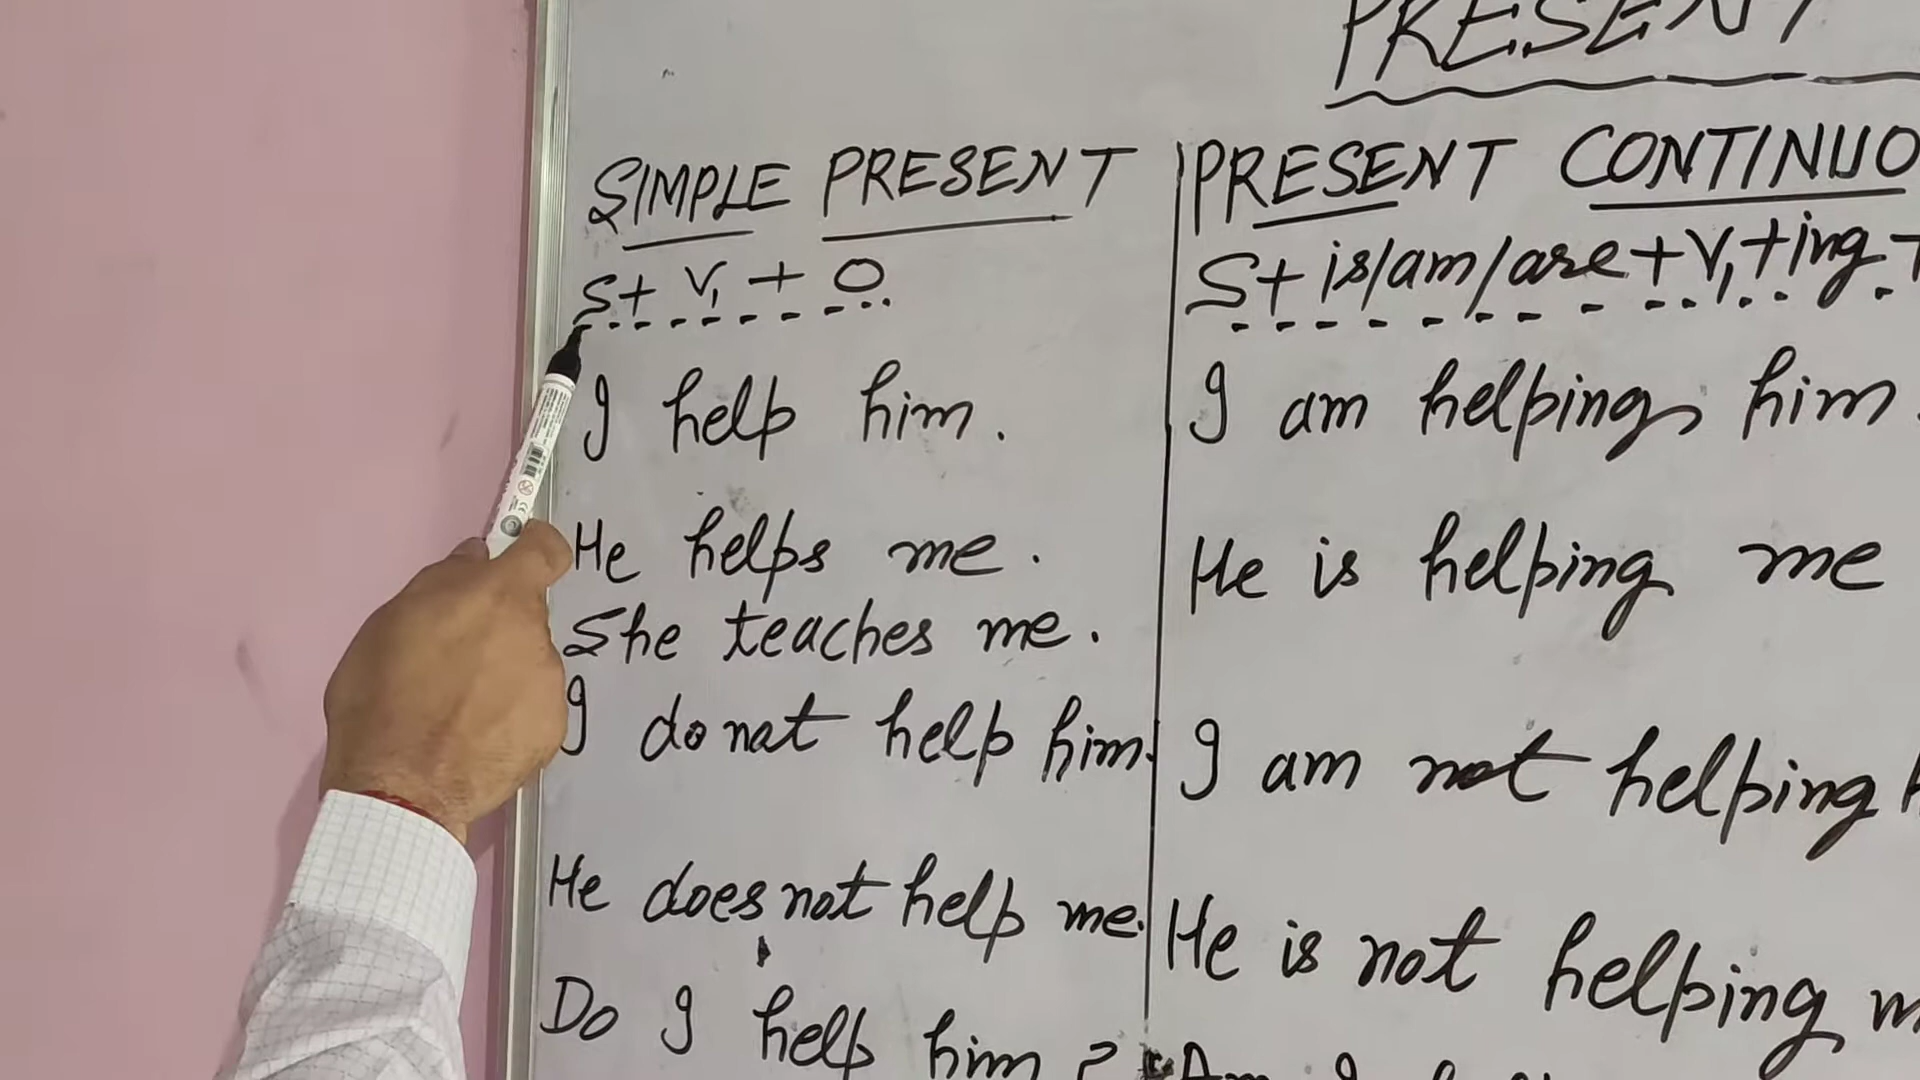 PRESENT
SIMPLE PRESENT
S + V1 + O.
I help him.
He helps me.
She teaches me.
I do not help him.
He does not help me.
Do I help him?
PRESENT CONTINUO
S + is/am/are + V1 + ing +
I am helping him.
He is helping me
I am not helping h
He is not helping m
Am I